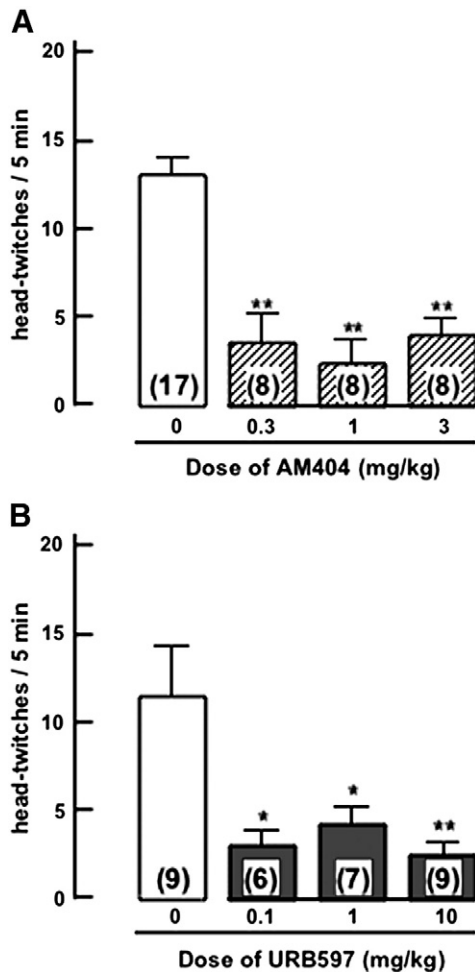 A
20
15
10
5
0
head-twitches / 5 min
** ** **
(17) (8) (8) (8)
0 0.3 1 3
Dose of AM404 (mg/kg)
B
20
15
10
5
0
head-twitches / 5 min
* * **
(9) (6) (7) (9)
0 0.1 1 10
Dose of URB597 (mg/kg)